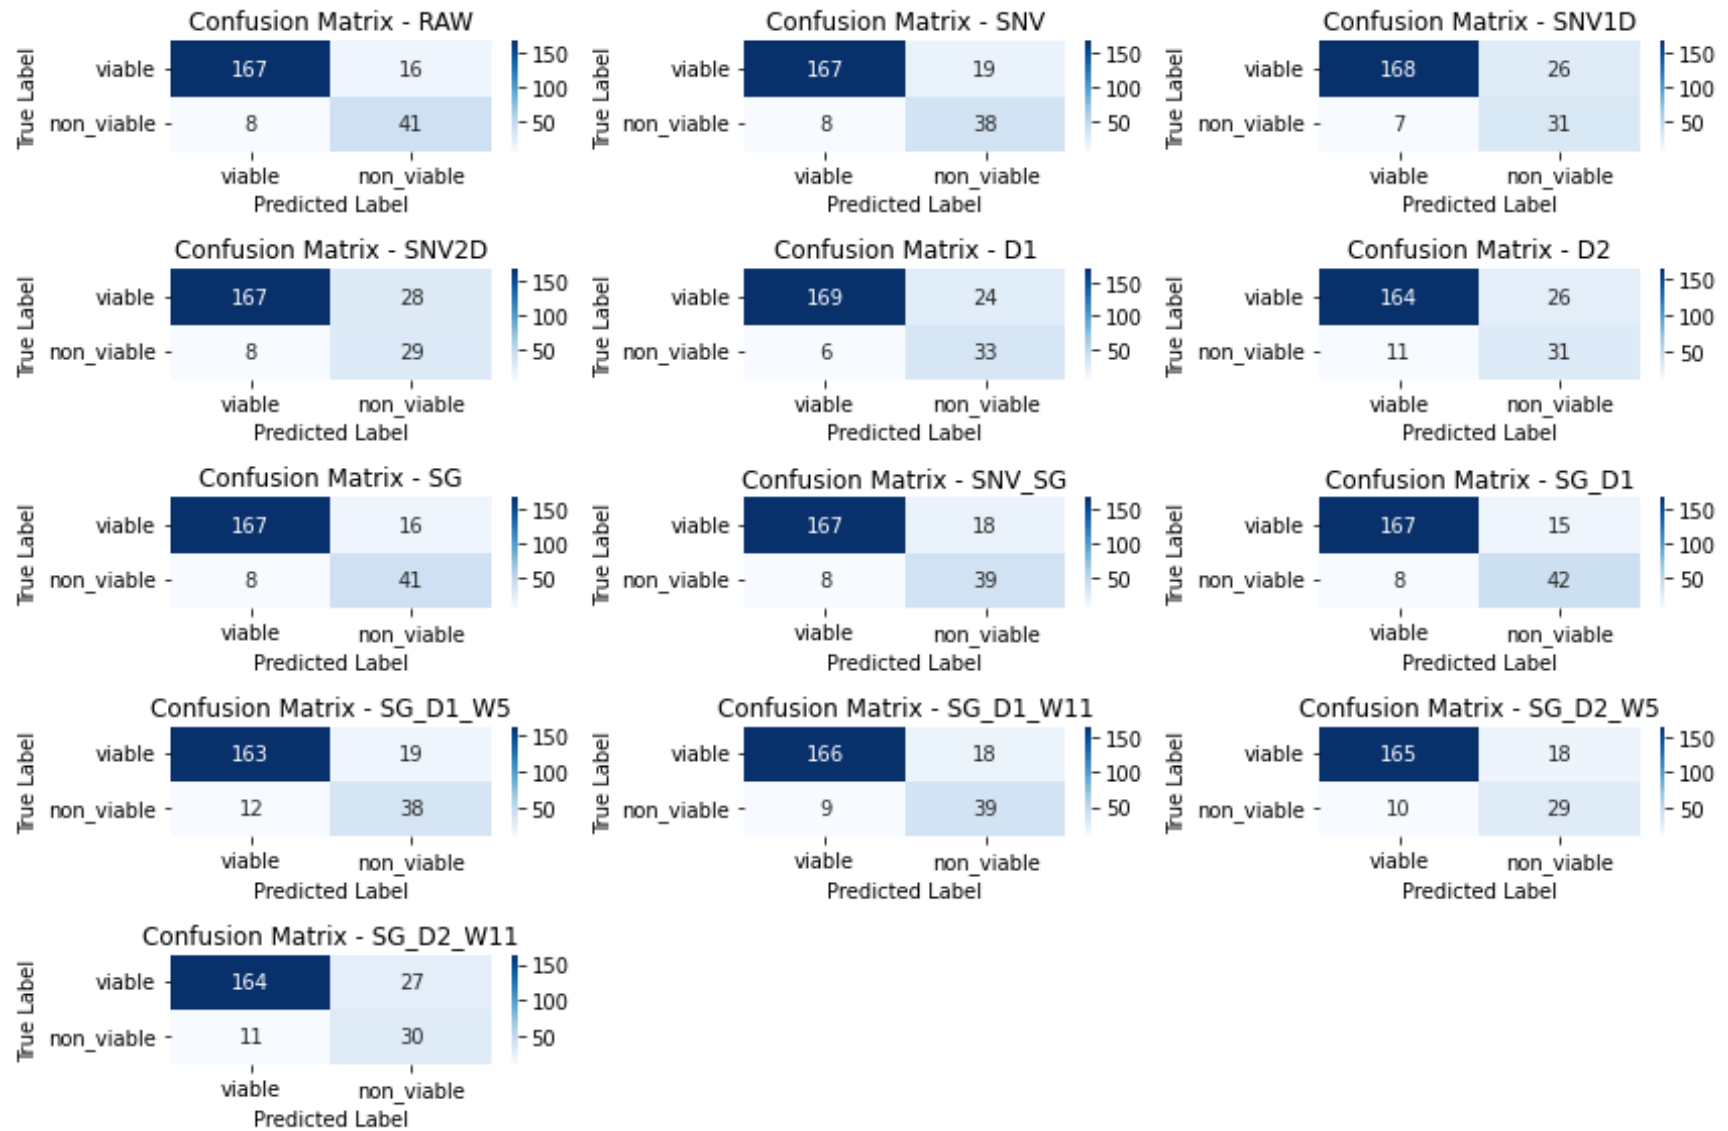 Confusion Matrix - RAW
True Label
viable
167
16
non_viable
8
41
viable
non_viable
Predicted Label
150
100
50
Confusion Matrix - SNV
True Label
viable
167
19
non_viable
8
38
viable
non_viable
Predicted Label
150
100
50
Confusion Matrix - SNV1D
True Label
viable
168
26
non_viable
7
31
viable
non_viable
Predicted Label
150
100
50
Confusion Matrix - SNV2D
True Label
viable
167
28
non_viable
8
29
viable
non_viable
Predicted Label
150
100
50
Confusion Matrix - D1
True Label
viable
169
24
non_viable
6
33
viable
non_viable
Predicted Label
150
100
50
Confusion Matrix - D2
True Label
viable
164
26
non_viable
11
31
viable
non_viable
Predicted Label
150
100
50
Confusion Matrix - SG
True Label
viable
167
16
non_viable
8
41
viable
non_viable
Predicted Label
150
100
50
Confusion Matrix - SNV_SG
True Label
viable
167
18
non_viable
8
39
viable
non_viable
Predicted Label
150
100
50
Confusion Matrix - SG_D1
True Label
viable
167
15
non_viable
8
42
viable
non_viable
Predicted Label
150
100
50
Confusion Matrix - SG_D1_W5
True Label
viable
163
19
non_viable
12
38
viable
non_viable
Predicted Label
150
100
50
Confusion Matrix - SG_D1_W11
True Label
viable
166
18
non_viable
9
39
viable
non_viable
Predicted Label
150
100
50
Confusion Matrix - SG_D2_W5
True Label
viable
165
18
non_viable
10
29
viable
non_viable
Predicted Label
150
100
50
Confusion Matrix - SG_D2_W11
True Label
viable
164
27
non_viable
11
30
viable
non_viable
Predicted Label
150
100
50